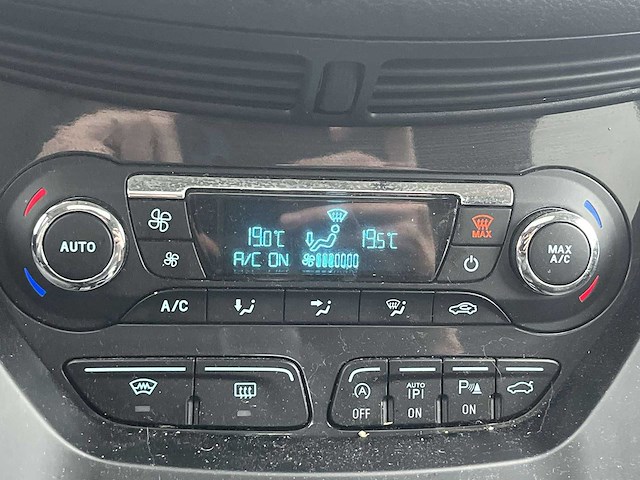 AUTO
19.0°C 19.5°C
A/C ON
MAX
MAX A/C
A/C
OFF
AUTO
P
ON
P
ON
A